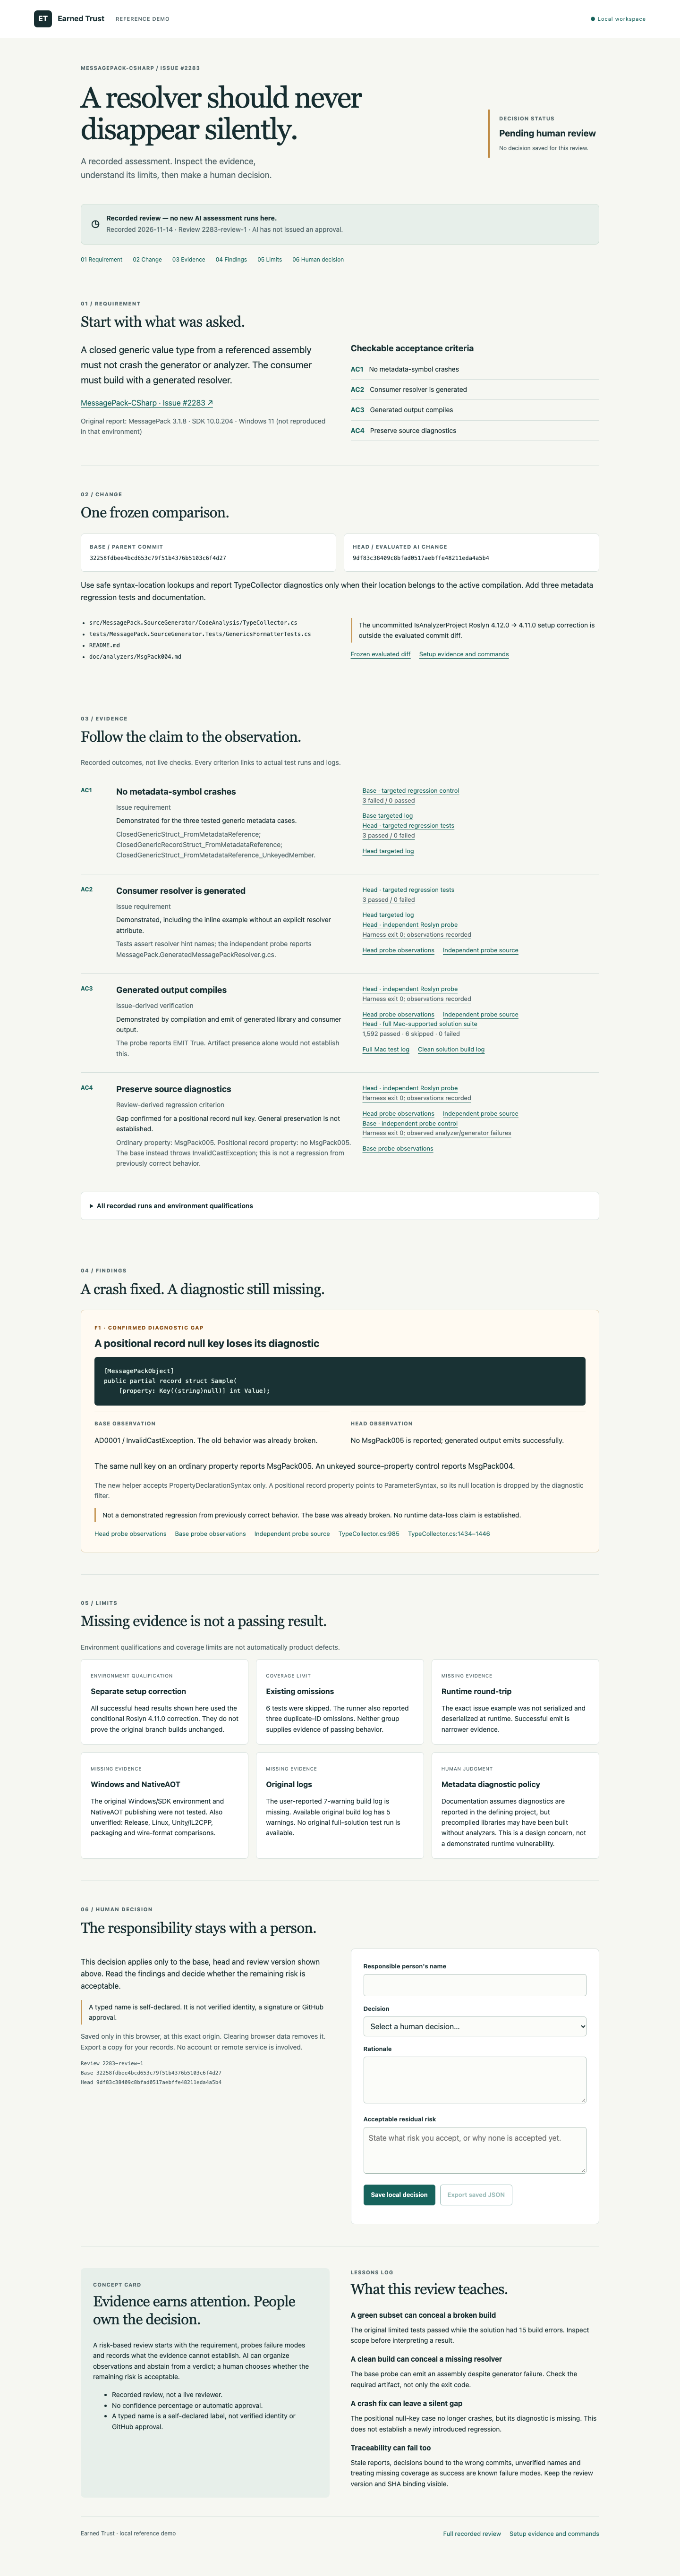 ET Earned Trust REFERENCE DEMO
Local workspace
MESSAGEPACK-CSHARP / ISSUE #2283
A resolver should never
disappear silently.
A recorded assessment. Inspect the evidence,
understand its limits, then make a human decision.
DECISION STATUS
Pending human review
No decision saved for this review.
Recorded review — no new AI assessment runs here.
Recorded 2026-11-14 · Review 2283-review-1 · AI has not issued an approval.
01 Requirement 02 Change 03 Evidence 04 Findings 05 Limits 06 Human decision
01 / REQUIREMENT
Start with what was asked.
A closed generic value type from a referenced assembly
must not crash the generator or analyzer. The consumer
must build with a generated resolver.
MessagePack-CSharp · Issue #2283 ↗
Original report: MessagePack 3.1.8 · SDK 10.0.204 · Windows 11 (not reproduced
in that environment)
Checkable acceptance criteria
AC1 No metadata-symbol crashes
AC2 Consumer resolver is generated
AC3 Generated output compiles
AC4 Preserve source diagnostics
02 / CHANGE
One frozen comparison.
BASE / PARENT COMMIT
32258fdbee4bcd653c79f51b4376b5103c6f4d27
HEAD / EVALUATED AI CHANGE
9df83c38409c8bfad0517aebffe48211eda4a5b4
Use safe syntax-location lookups and report TypeCollector diagnostics only when their location belongs to the active compilation. Add three metadata
regression tests and documentation.
• src/MessagePack.SourceGenerator/CodeAnalysis/TypeCollector.cs
• tests/MessagePack.SourceGenerator.Tests/GenericsFormatterTests.cs
• README.md
• doc/analyzers/MsgPack004.md
The uncommitted IsAnalyzerProject Roslyn 4.12.0 → 4.11.0 setup correction is
outside the evaluated commit diff.
Frozen evaluated diff Setup evidence and commands
03 / EVIDENCE
Follow the claim to the observation.
Recorded outcomes, not live checks. Every criterion links to actual test runs and logs.
AC1
No metadata-symbol crashes
Issue requirement
Demonstrated for the three tested generic metadata cases.
ClosedGenericStruct_FromMetadataReference;
ClosedGenericRecordStruct_FromMetadataReference;
ClosedGenericStruct_FromMetadataReference_UnkeyedMember.
Base · targeted regression control
3 failed / 0 passed
Base targeted log
Head · targeted regression tests
3 passed / 0 failed
Head targeted log
AC2
Consumer resolver is generated
Issue requirement
Demonstrated, including the inline example without an explicit resolver
attribute.
Tests assert resolver hint names; the independent probe reports
MessagePack.GeneratedMessagePackResolver.g.cs.
Head · targeted regression tests
3 passed / 0 failed
Head targeted log
Head · independent Roslyn probe
Harness exit 0; observations recorded
Head probe observations Independent probe source
AC3
Generated output compiles
Issue-derived verification
Demonstrated by compilation and emit of generated library and consumer
output.
The probe reports EMIT True. Artifact presence alone would not establish
this.
Head · independent Roslyn probe
Harness exit 0; observations recorded
Head probe observations Independent probe source
Head · full Mac-supported solution suite
1,592 passed · 6 skipped · 0 failed
Full Mac test log Clean solution build log
AC4
Preserve source diagnostics
Review-derived regression criterion
Gap confirmed for a positional record null key. General preservation is not
established.
Ordinary property: MsgPack005. Positional record property: no MsgPack005.
The base instead throws InvalidCastException; this is not a regression from
previously correct behavior.
Head · independent Roslyn probe
Harness exit 0; observations recorded
Head probe observations Independent probe source
Base · independent probe control
Harness exit 0; observed analyzer/generator failures
Base probe observations
▶ All recorded runs and environment qualifications
04 / FINDINGS
A crash fixed. A diagnostic still missing.
F1 · CONFIRMED DIAGNOSTIC GAP
A positional record null key loses its diagnostic
[MessagePackObject]
public partial record struct Sample(
[property: Key((string)null)] int Value);
BASE OBSERVATION
AD0001 / InvalidCastException. The old behavior was already broken.
HEAD OBSERVATION
No MsgPack005 is reported; generated output emits successfully.
The same null key on an ordinary property reports MsgPack005. An unkeyed source-property control reports MsgPack004.
The new helper accepts PropertyDeclarationSyntax only. A positional record property points to ParameterSyntax, so its null location is dropped by the diagnostic
filter.
Not a demonstrated regression from previously correct behavior. The base was already broken. No runtime data-loss claim is established.
Head probe observations Base probe observations Independent probe source TypeCollector.cs:985 TypeCollector.cs:1434–1446
05 / LIMITS
Missing evidence is not a passing result.
Environment qualifications and coverage limits are not automatically product defects.
ENVIRONMENT QUALIFICATION
Separate setup correction
All successful head results shown here used the
conditional Roslyn 4.11.0 correction. They do not
prove the original branch builds unchanged.
COVERAGE LIMIT
Existing omissions
6 tests were skipped. The runner also reported
three duplicate-ID omissions. Neither group
supplies evidence of passing behavior.
MISSING EVIDENCE
Runtime round-trip
The exact issue example was not serialized and
deserialized at runtime. Successful emit is
narrower evidence.
MISSING EVIDENCE
Windows and NativeAOT
The original Windows/SDK environment and
NativeAOT publishing were not tested. Also
unverified: Release, Linux, Unity/IL2CPP,
packaging and wire-format comparisons.
MISSING EVIDENCE
Original logs
The user-reported 7-warning build log is
missing. Available original build log has 5
warnings. No original full-solution test run is
available.
HUMAN JUDGMENT
Metadata diagnostic policy
Documentation assumes diagnostics are
reported in the defining project, but
precompiled libraries may have been built
without analyzers. This is a design concern, not
a demonstrated runtime vulnerability.
06 / HUMAN DECISION
The responsibility stays with a person.
This decision applies only to the base, head and review version shown
above. Read the findings and decide whether the remaining risk is
acceptable.
A typed name is self-declared. It is not verified identity, a signature or GitHub
approval.
Saved only in this browser, at this exact origin. Clearing browser data removes it.
Export a copy for your records. No account or remote service is involved.
Review 2283-review-1
Base 32258fdbee4bcd653c79f51b4376b5103c6f4d27
Head 9df83c38409c8bfad0517aebffe48211eda4a5b4
Responsible person's name
Decision
Select a human decision...
Rationale
Acceptable residual risk
State what risk you accept, or why none is accepted yet.
Save local decision Export saved JSON
CONCEPT CARD
Evidence earns attention. People
own the decision.
A risk-based review starts with the requirement, probes failure modes
and records what the evidence cannot establish. AI can organize
observations and abstain from a verdict; a human chooses whether the
remaining risk is acceptable.
• Recorded review, not a live reviewer.
• No confidence percentage or automatic approval.
• A typed name is a self-declared label, not verified identity or
GitHub approval.
LESSONS LOG
What this review teaches.
A green subset can conceal a broken build
The original limited tests passed while the solution had 15 build errors. Inspect
scope before interpreting a result.
A clean build can conceal a missing resolver
The base probe can emit an assembly despite generator failure. Check the
required artifact, not only the exit code.
A crash fix can leave a silent gap
The positional null-key case no longer crashes, but its diagnostic is missing. This
does not establish a newly introduced regression.
Traceability can fail too
Stale reports, decisions bound to the wrong commits, unverified names and
treating missing coverage as success are known failure modes. Keep the review
version and SHA binding visible.
Earned Trust · local reference demo
Full recorded review Setup evidence and commands